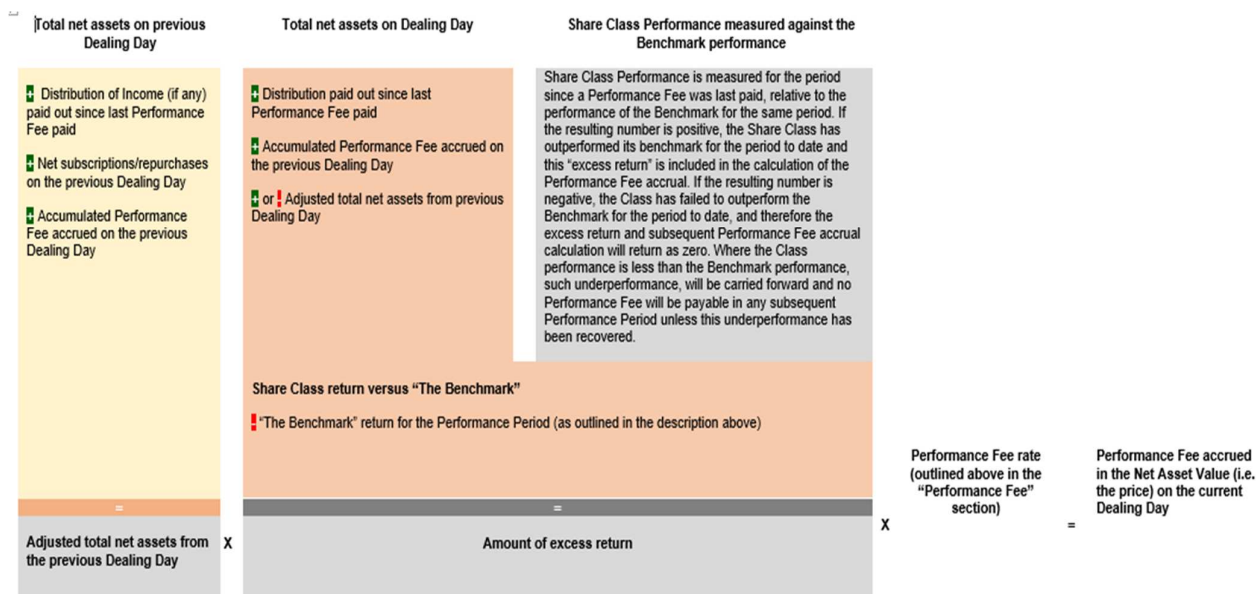 Total net assets on previous
Dealing Day
Total net assets on Dealing Day
Share Class Performance measured against the
Benchmark performance
+ Distribution of Income (if any)
paid out since last Performance
Fee paid
+ Net subscriptions/repurchases
on the previous Dealing Day
+ Accumulated Performance
Fee accrued on the previous
Dealing Day
+ Distribution paid out since last
Performance Fee paid
+ Accumulated Performance Fee accrued on
the previous Dealing Day
+ or ! Adjusted total net assets from previous
Dealing Day
Share Class Performance is measured for the period
since a Performance Fee was last paid, relative to the
performance of the Benchmark for the same period. If
the resulting number is positive, the Share Class has
outperformed its benchmark for the period to date and
this “excess return” is included in the calculation of the
Performance Fee accrual. If the resulting number is
negative, the Class has failed to outperform the
Benchmark for the period to date, and therefore the
excess return and subsequent Performance Fee accrual
calculation will return as zero. Where the Class
performance is less than the Benchmark performance,
such underperformance, will be carried forward and no
Performance Fee will be payable in any subsequent
Performance Period unless this underperformance has
been recovered.
Share Class return versus “The Benchmark”
! “The Benchmark” return for the Performance Period (as outlined in the description above)
=
=
Adjusted total net assets from
the previous Dealing Day
X
Amount of excess return
X
Performance Fee rate
(outlined above in the
“Performance Fee”
section)
=
Performance Fee accrued
in the Net Asset Value (i.e.
the price) on the current
Dealing Day